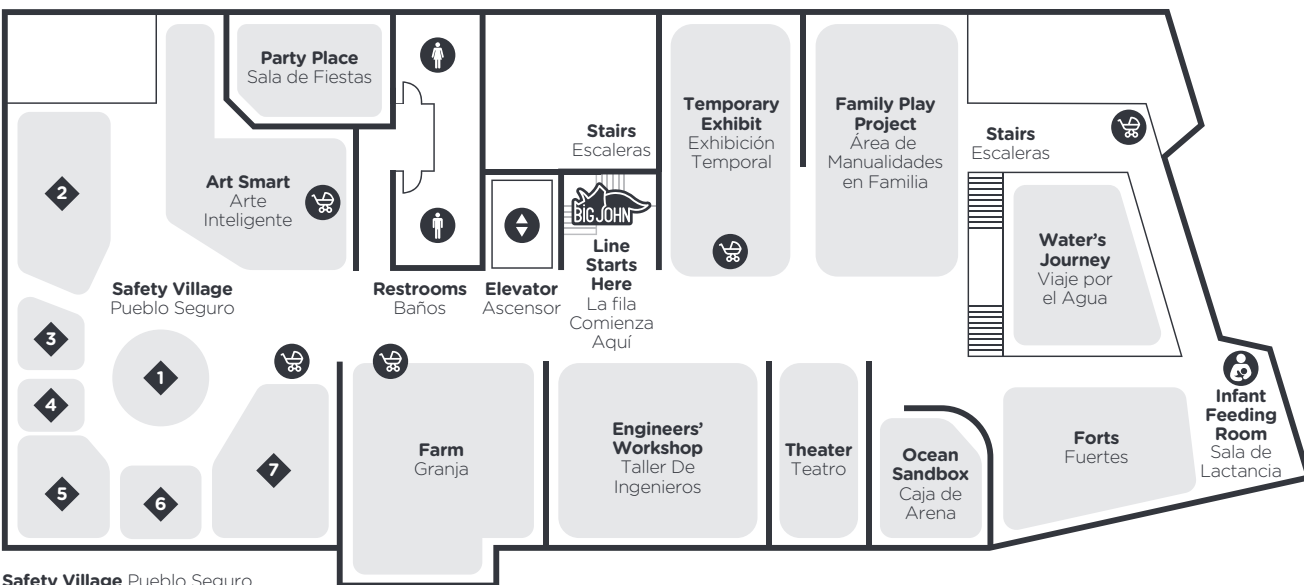 Party Place
Sala de Fiestas
Stairs
Escaleras
Temporary
Exhibit
Exhibición
Temporal
Family Play
Project
Área de
Manualidades
en Familia
Stairs
Escaleras
2
Art Smart
Arte
Inteligente
BIG JOHN
Line
Starts
Here
La fila
Comienza
Aquí
Water's
Journey
Viaje por
el Agua
Safety Village
Pueblo Seguro
Restrooms
Baños
Elevator
Ascensor
3
1
4
5
6
7
Farm
Granja
Engineers'
Workshop
Taller De
Ingenieros
Theater
Teatro
Ocean
Sandbox
Caja de
Arena
Forts
Fuertes
Infant
Feeding
Room
Sala de
Lactancia
Safety Village Pueblo Seguro